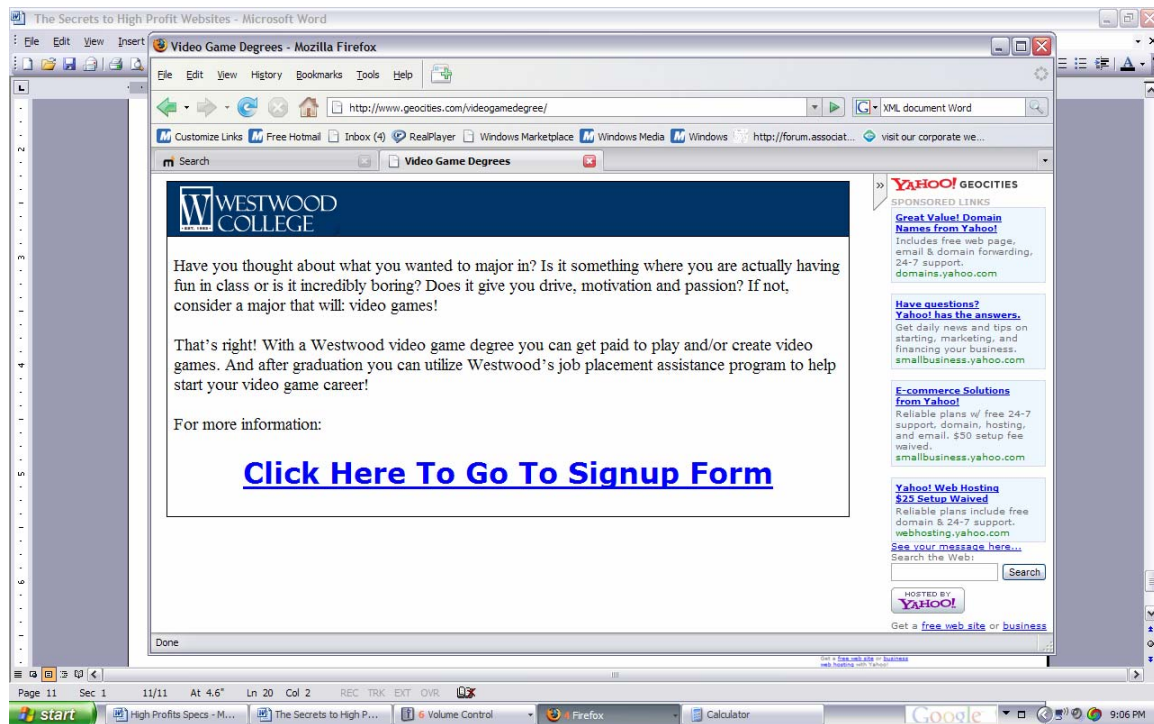 The Secrets to High Profit Websites - Microsoft Word
File Edit View Insert
Video Game Degrees - Mozilla Firefox
File Edit View History Bookmarks Tools Help
http://www.geocities.com/videogamedegree/
XML document Word
Customize Links Free Hotmail Inbox (4) RealPlayer Windows Marketplace Windows Media Windows http://forum.associat... visit our corporate we...
Search
Video Game Degrees
WESTWOOD
COLLEGE
Have you thought about what you wanted to major in? Is it something where you are actually having
fun in class or is it incredibly boring? Does it give you drive, motivation and passion? If not,
consider a major that will: video games!
That's right! With a Westwood video game degree you can get paid to play and/or create video
games. And after graduation you can utilize Westwood's job placement assistance program to help
start your video game career!
For more information:
Click Here To Go To Signup Form
YAHOO! GEOCITIES
SPONSORED LINKS
Great Value! Domain
Names from Yahoo!
Includes free web page,
email & domain forwarding,
24-7 support.
domains.yahoo.com
Have questions?
Yahoo! has the answers.
Get daily news and tips on
starting, marketing, and
financing your business.
smallbusiness.yahoo.com
E-commerce Solutions
from Yahoo!
Reliable plans w/ free 24-7
support, domain, hosting,
and email. $50 setup fee
waived.
smallbusiness.yahoo.com
Yahoo! Web Hosting
$25 Setup Waived
Reliable plans include free
domain & 24-7 support.
webhosting.yahoo.com
See your message here...
Search the Web:
Search
HOSTED BY
YAHOO!
Get a free web site or business
Done
Get a free web site or business
web hosting with Yahoo!
Page 11 Sec 1 11/11 At 4.6" Ln 20 Col 2 REC TRK EXT OVR
start
High Profits Specs - M...
The Secrets to High P...
6 Volume Control
4 Firefox
Calculator
Google
9:06 PM